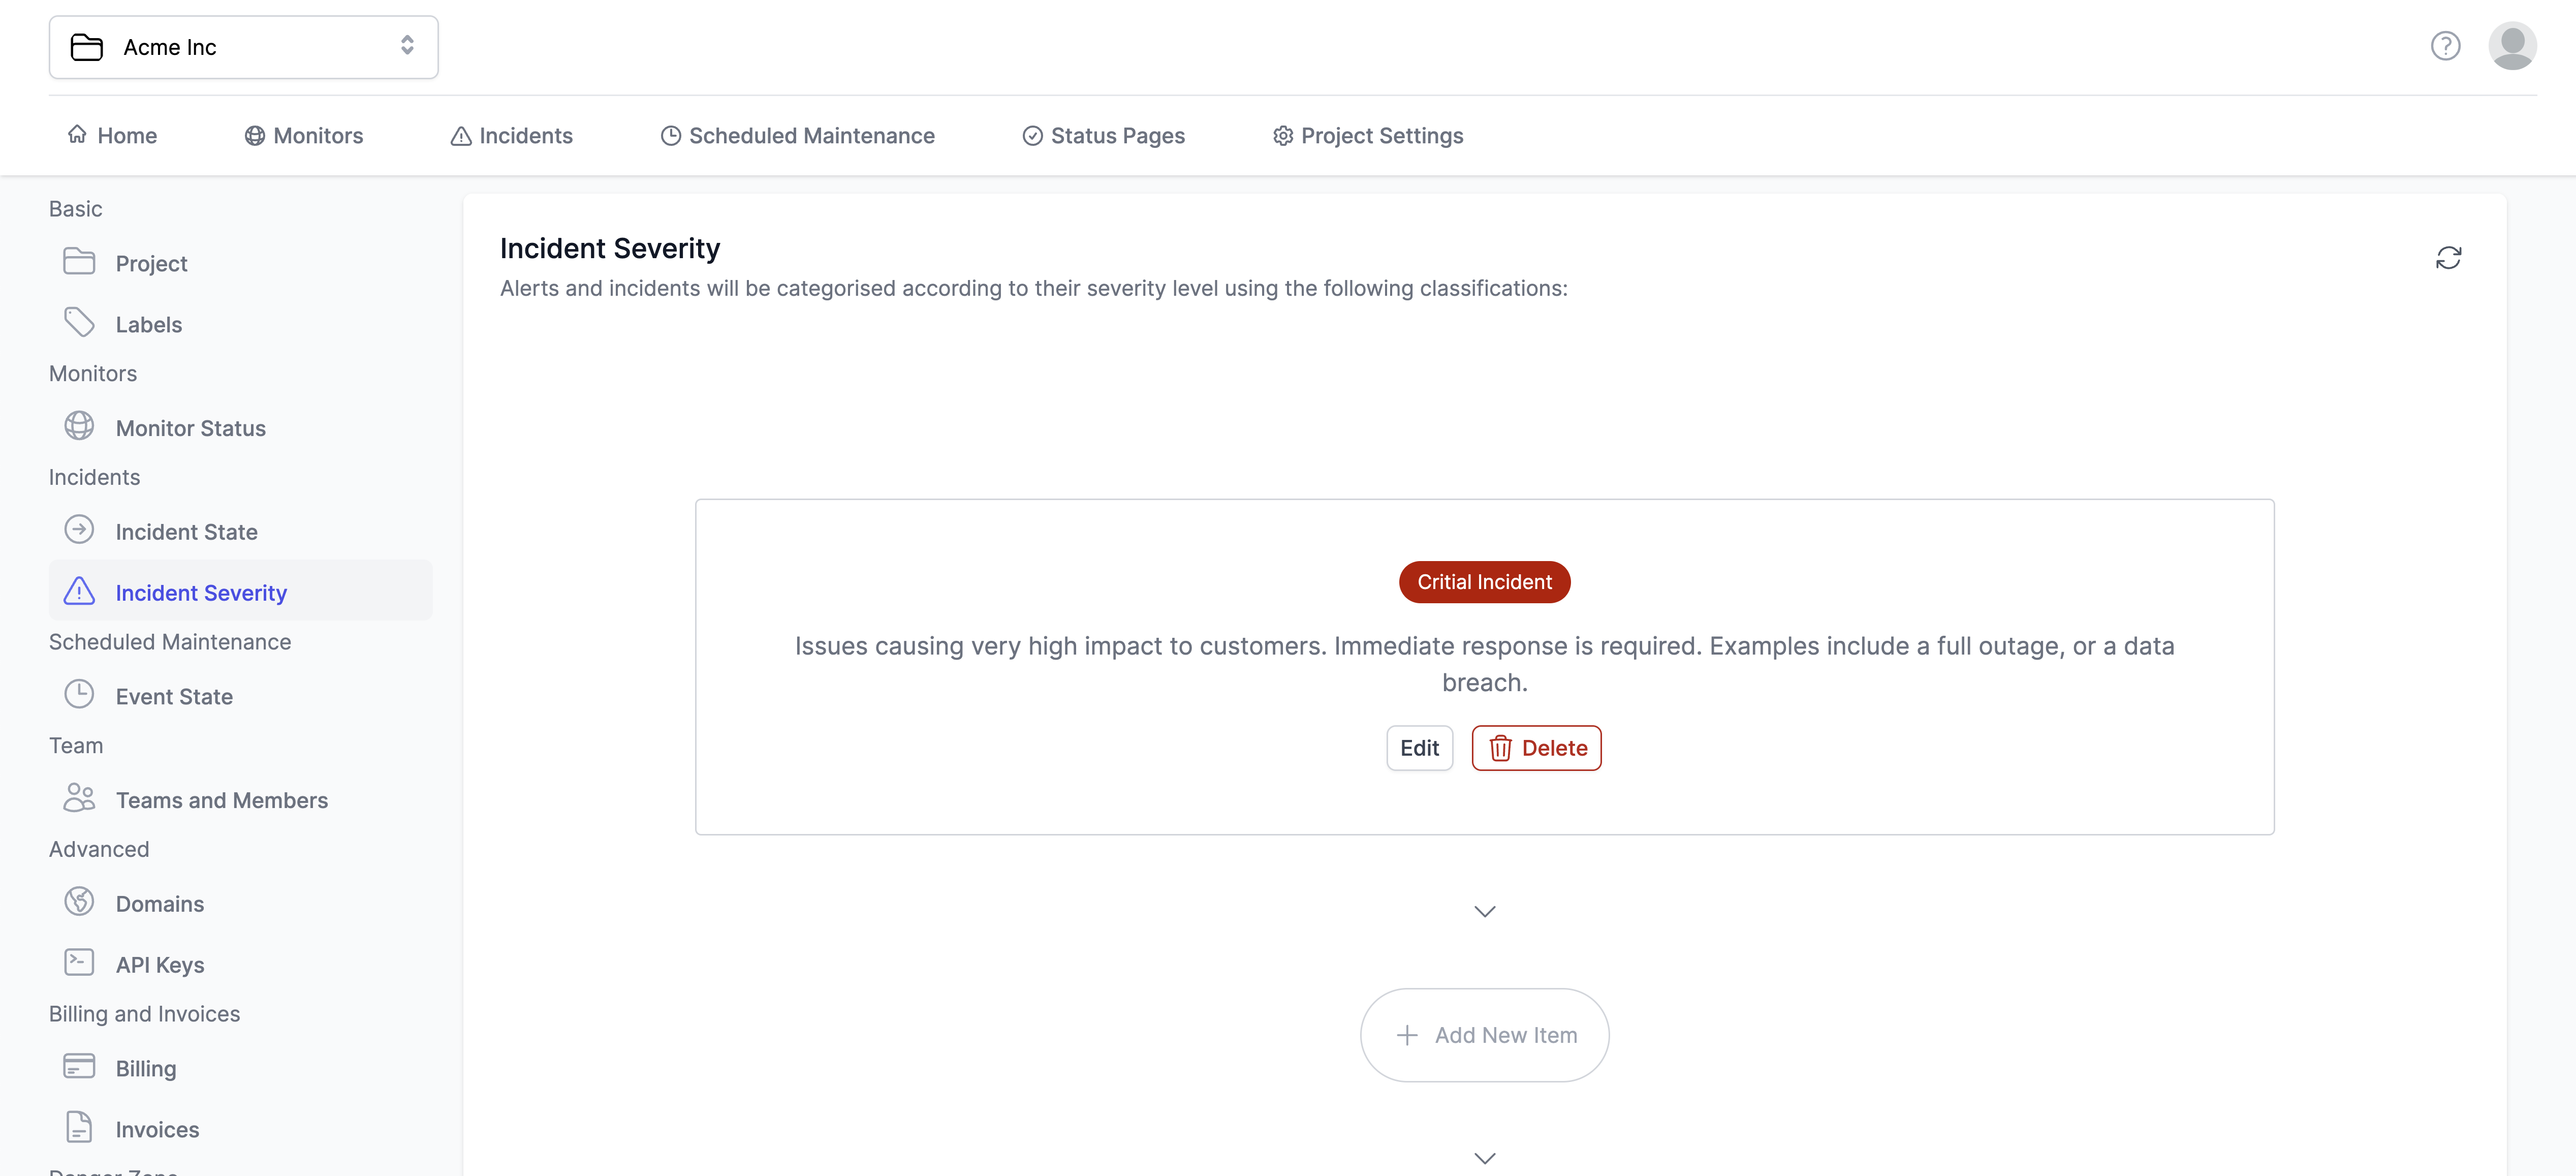 Acme Inc
Home
Monitors
Incidents
Scheduled Maintenance
Status Pages
Project Settings
Basic
Project
Labels
Monitors
Monitor Status
Incidents
Incident State
Incident Severity
Scheduled Maintenance
Event State
Team
Teams and Members
Advanced
Domains
API Keys
Billing and Invoices
Billing
Invoices
Incident Severity
Alerts and incidents will be categorised according to their severity level using the following classifications:
Critial Incident
Issues causing very high impact to customers. Immediate response is required. Examples include a full outage, or a data
breach.
Edit
Delete
Add New Item